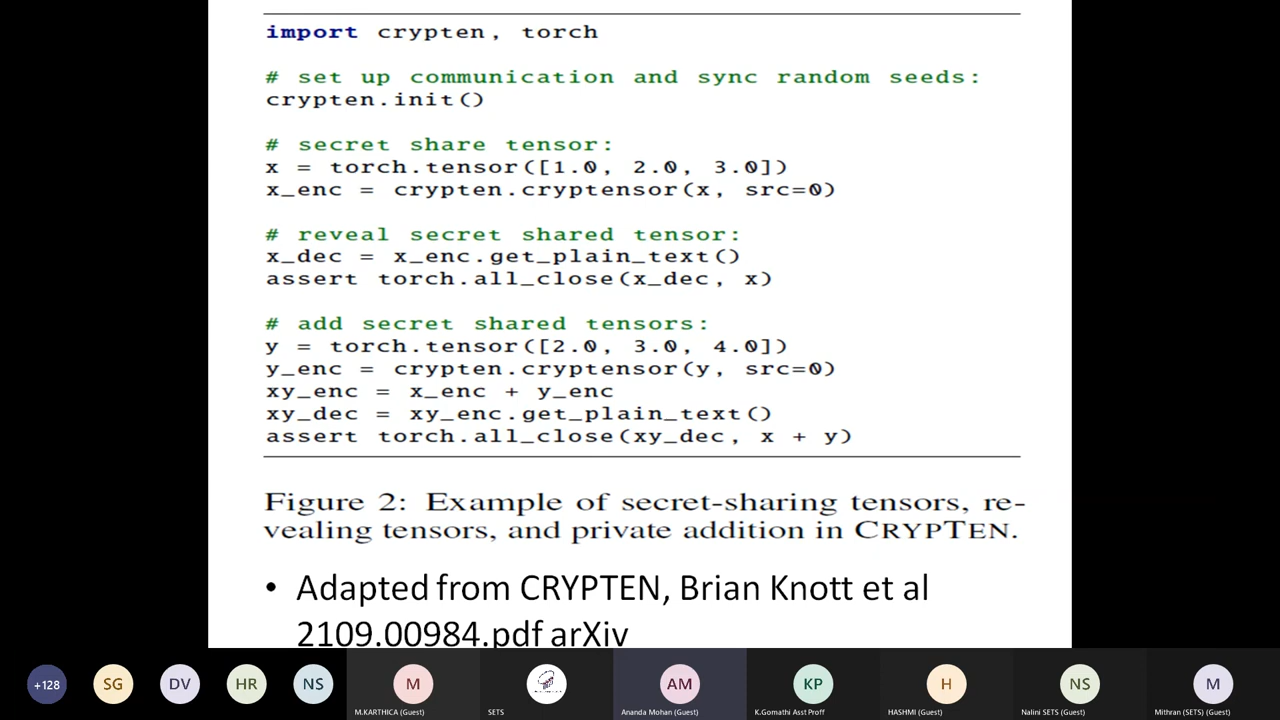 import crypten, torch
# set up communication and sync random seeds:
crypten.init()
# secret share tensor:
x = torch.tensor([1.0, 2.0, 3.0])
x_enc = crypten.cryptensor(x, src=0)
# reveal secret shared tensor:
x_dec = x_enc.get_plain_text()
assert torch.all_close(x_dec, x)
# add secret shared tensors:
y = torch.tensor([2.0, 3.0, 4.0])
y_enc = crypten.cryptensor(y, src=0)
xy_enc = x_enc + y_enc
xy_dec = xy_enc.get_plain_text()
assert torch.all_close(xy_dec, x + y)
Figure 2: Example of secret-sharing tensors, re-
vealing tensors, and private addition in CRYPTEN.
• Adapted from CRYPTEN, Brian Knott et al
2109.00984.pdf arXiv
+128 SG DV HR NS M AM KP H NS M
M.KARTHICA (Guest) SETS Ananda Mohan (Guest) K.Gomathi Asst Proff HASHMI (Guest) Nalini SETS (Guest) Mithran (SETS) (Guest)